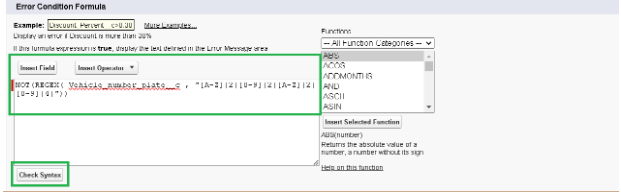 Error Condition Formula
Example: Discount_Percent__c>0.30 More Examples...
Display an error if Discount is more than 30%
If this formula expression is true, display the text defined in the Error Message area
Insert Field Insert Operator
NOT(REGEX( Vehicle_number_plate__c , "[A-Z]{2}[0-9]{2}[A-Z]{2}
[0-9]{4}"))
Check Syntax
Functions
-- All Function Categories --
ABS
ACOS
ADDMONTHS
AND
ASCII
ASIN
Insert Selected Function
ABS(number)
Returns the absolute value of a
number, a number without its sign
Help on this function